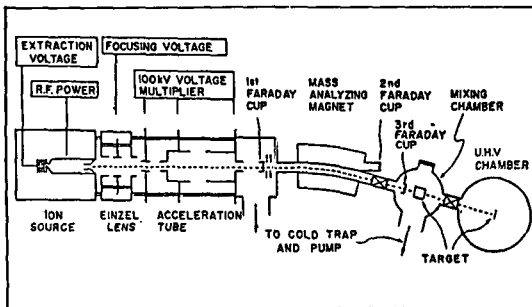 EXTRACTION
VOLTAGE
FOCUSING VOLTAGE
R.F. POWER
100kV VOLTAGE
MULTIPLIER
1st
FARADAY
CUP
MASS
ANALYZING
MAGNET
2nd
FARADAY
CUP
3rd
FARADAY
CUP
MIXING
CHAMBER
U.H.V
CHAMBER
ION
SOURCE
EINZEL
LENS
ACCELERATION
TUBE
TO COLD TRAP
AND PUMP
TARGET